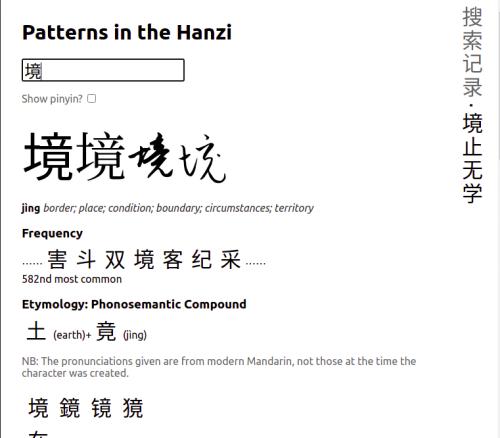 Patterns in the Hanzi
境
Show pinyin?
境境境境
jìng border; place; condition; boundary; circumstances; territory
Frequency
...... 害 斗 双 境 客 纪 采 ......
582nd most common
Etymology: Phonosemantic Compound
土 (earth)+ 竟 (jìng)
NB: The pronunciations given are from modern Mandarin, not those at the time the
character was created.
境 鏡 镜 獍
搜索记录·境止无学